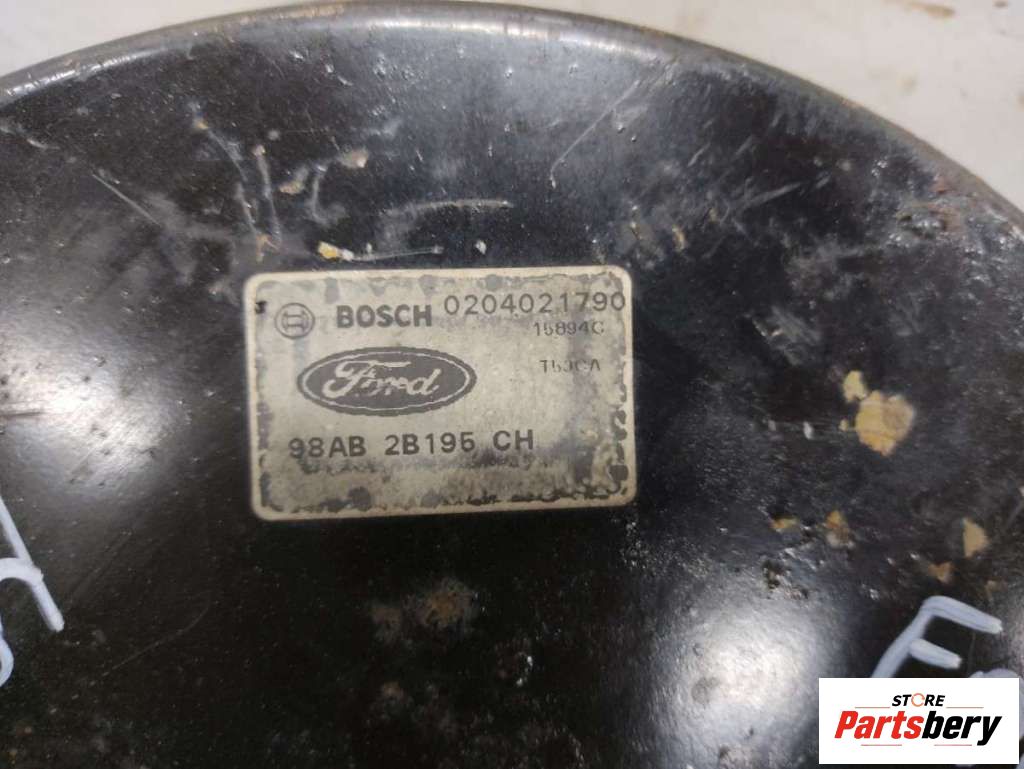 BOSCH 0204021790
15894C
Ford
98AB 2B195 CH
STORE
Partsbery